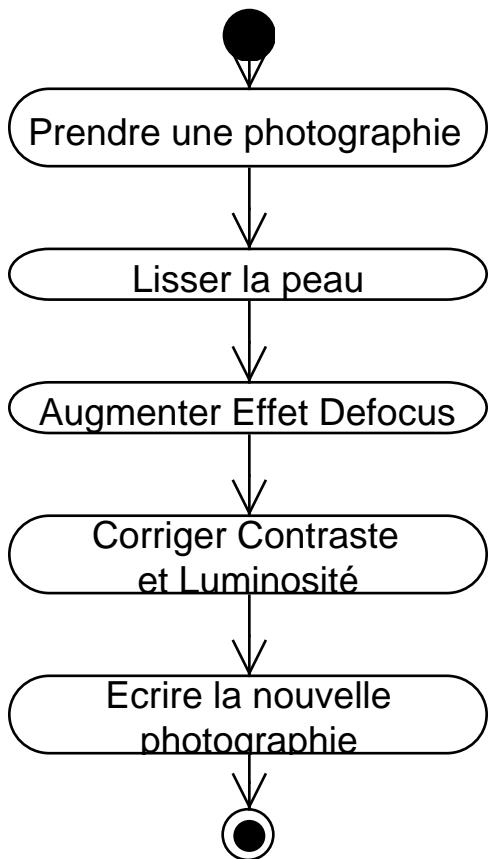 Prendre une photographie
Lisser la peau
Augmenter Effet Defocus
Corriger Contraste
et Luminosité
Ecrire la nouvelle
photographie